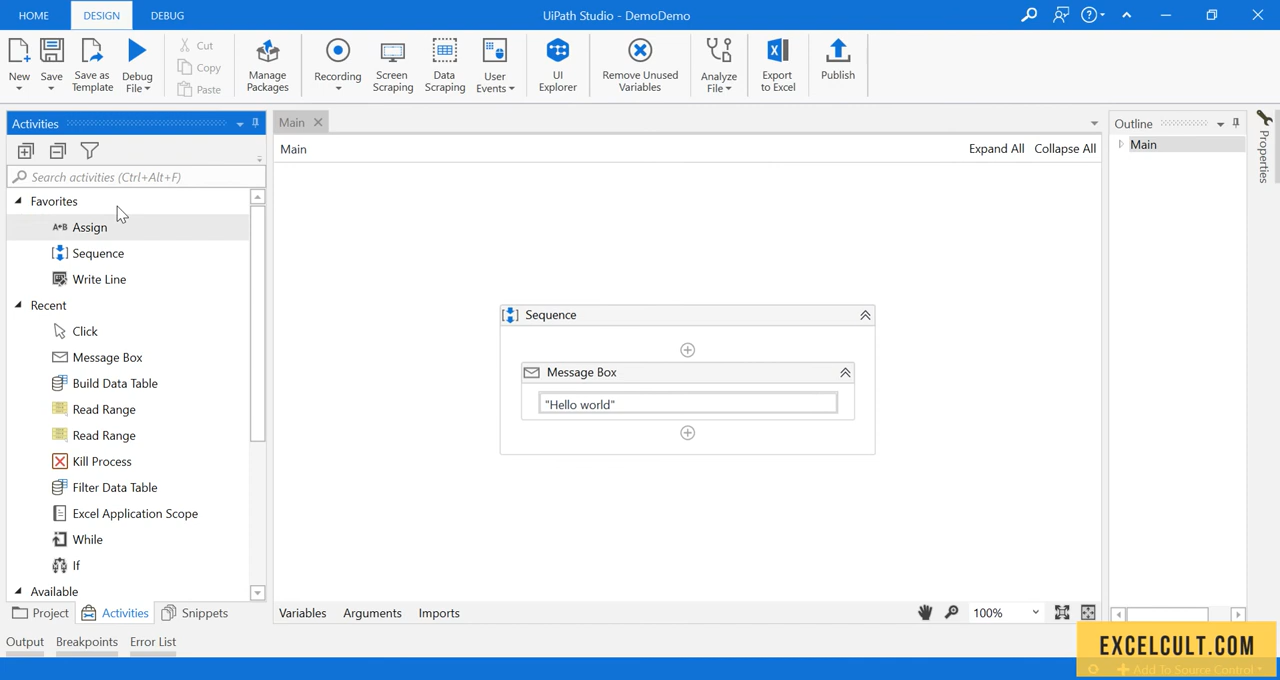 HOME DESIGN DEBUG UiPath Studio - DemoDemo
New Save Save as Template Debug File Cut Copy Paste Manage Packages Recording Screen Scraping Data Scraping User Events UI Explorer Remove Unused Variables Analyze File Export to Excel Publish
Activities
Search activities (Ctrl+Alt+F)
Favorites
A+B Assign
Sequence
Write Line
Recent
Click
Message Box
Build Data Table
Read Range
Read Range
Kill Process
Filter Data Table
Excel Application Scope
While
If
Available
Project Activities Snippets
Main
Main Expand All Collapse All
Sequence
Message Box
"Hello world"
Variables Arguments Imports 100%
Outline
Main
Properties
Output Breakpoints Error List
EXCELCULT.COM
Add To Source Control